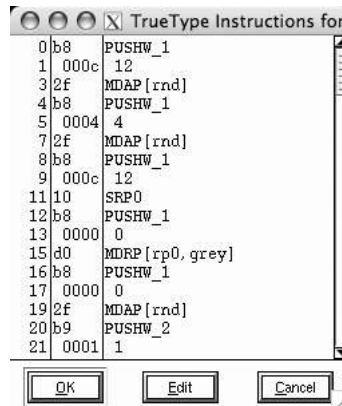 TrueType Instructions for
0 b8 PUSHW_1
1 000c 12
3 2f MDAP[rnd]
4 b8 PUSHW_1
5 0004 4
7 2f MDAP[rnd]
8 b8 PUSHW_1
9 000c 12
11 10 SRP0
12 b8 PUSHW_1
13 0000 0
15 d0 MDRP[rp0,grey]
16 b8 PUSHW_1
17 0000 0
19 2f MDAP[rnd]
20 b9 PUSHW_2
21 0001 1
OK Edit Cancel